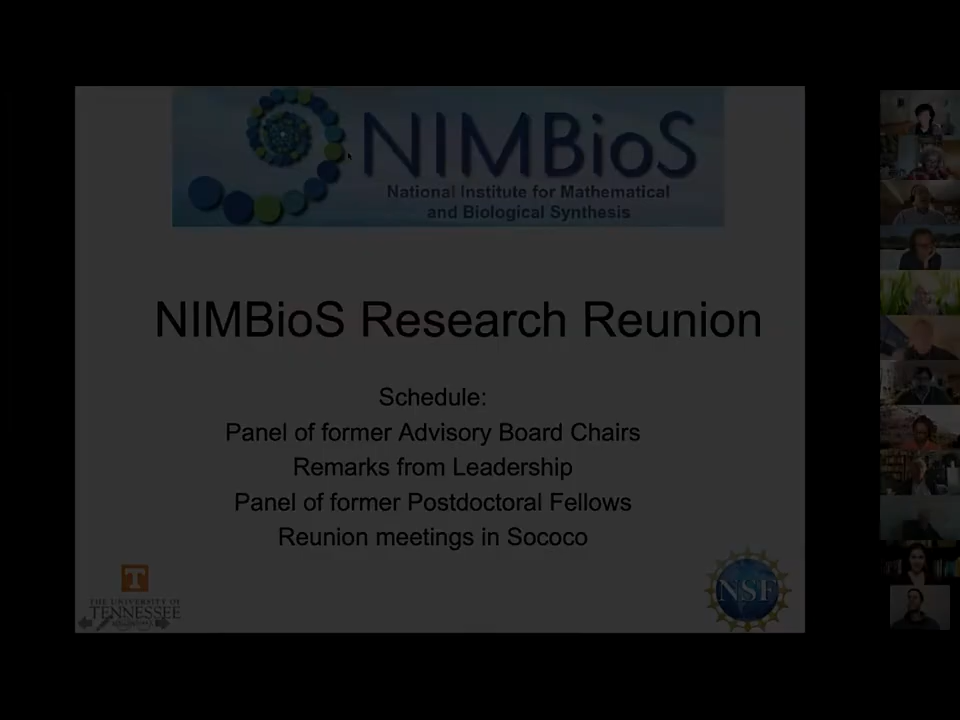 NIMBioS
National Institute for Mathematical
and Biological Synthesis
NIMBioS Research Reunion
Schedule:
Panel of former Advisory Board Chairs
Remarks from Leadership
Panel of former Postdoctoral Fellows
Reunion meetings in Sococo
T
THE UNIVERSITY OF
TENNESSEE
NSF